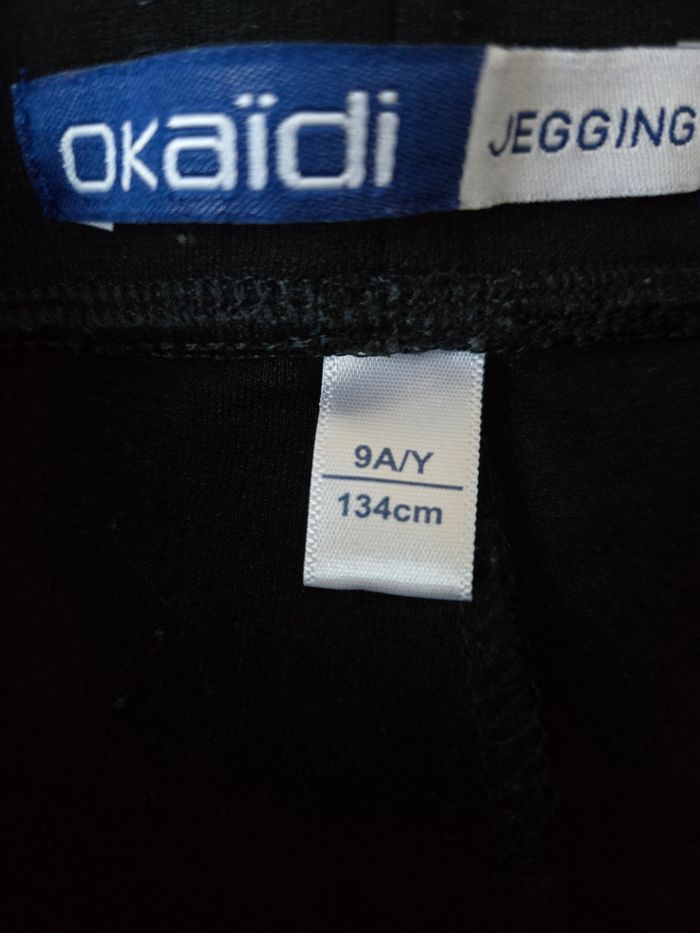 OKaïdi
JEGGING
9A/Y
134cm